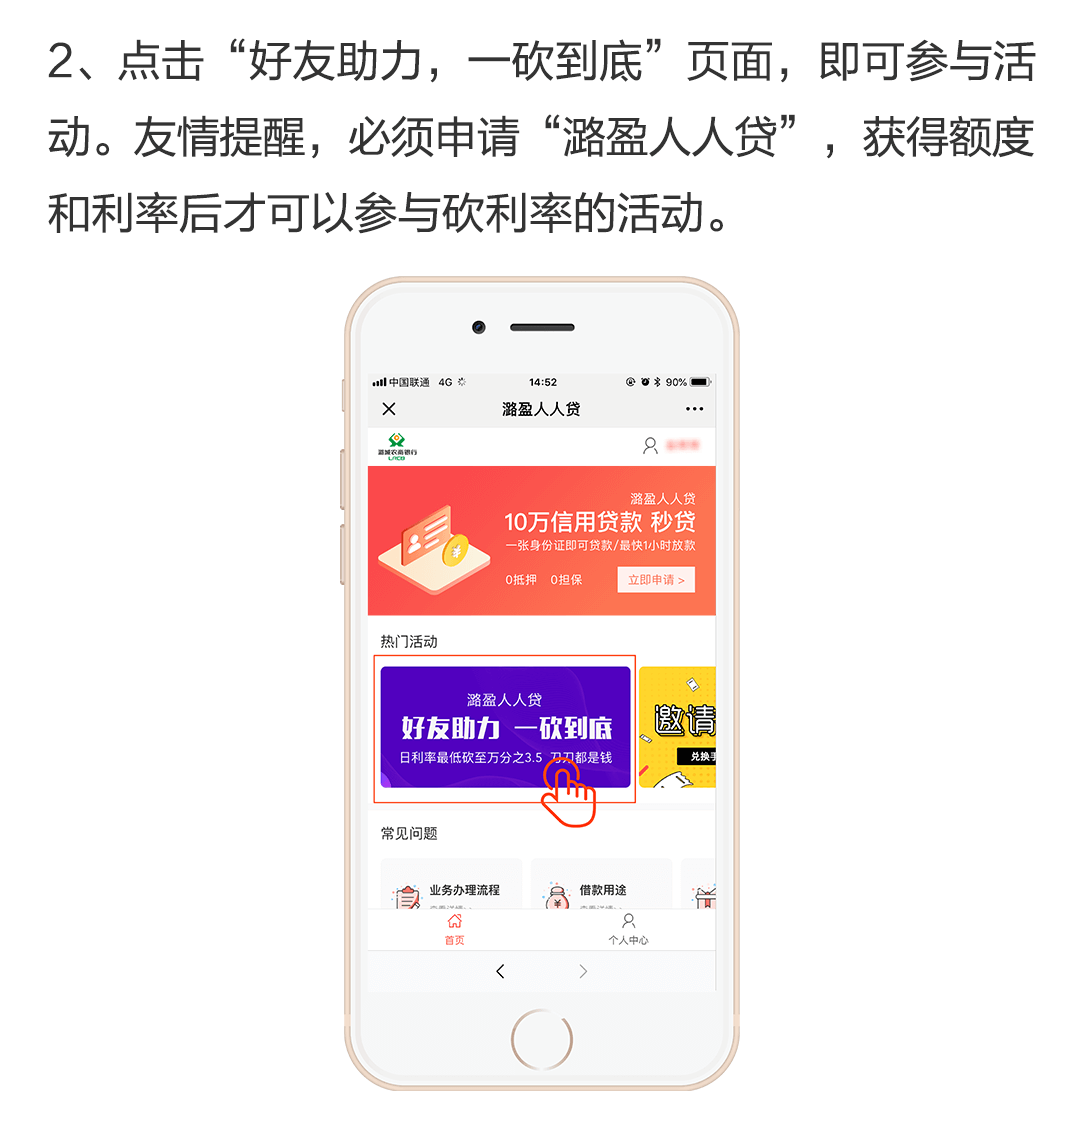 2、点击“好友助力，一砍到底”页面，即可参与活
动。友情提醒，必须申请“潞盈人人贷”，获得额度
和利率后才可以参与砍利率的活动。
中国联通 4G 14:52 90%
潞盈人人贷
潞城农商银行
LRCB
潞盈人人贷
10万信用贷款 秒贷
一张身份证即可贷款/最快1小时放款
0抵押 0担保 立即申请 >
热门活动
潞盈人人贷
好友助力 一砍到底
日利率最低砍至万分之3.5 刀刀都是钱
邀请
兑换手
常见问题
业务办理流程 借款用途
首页 个人中心